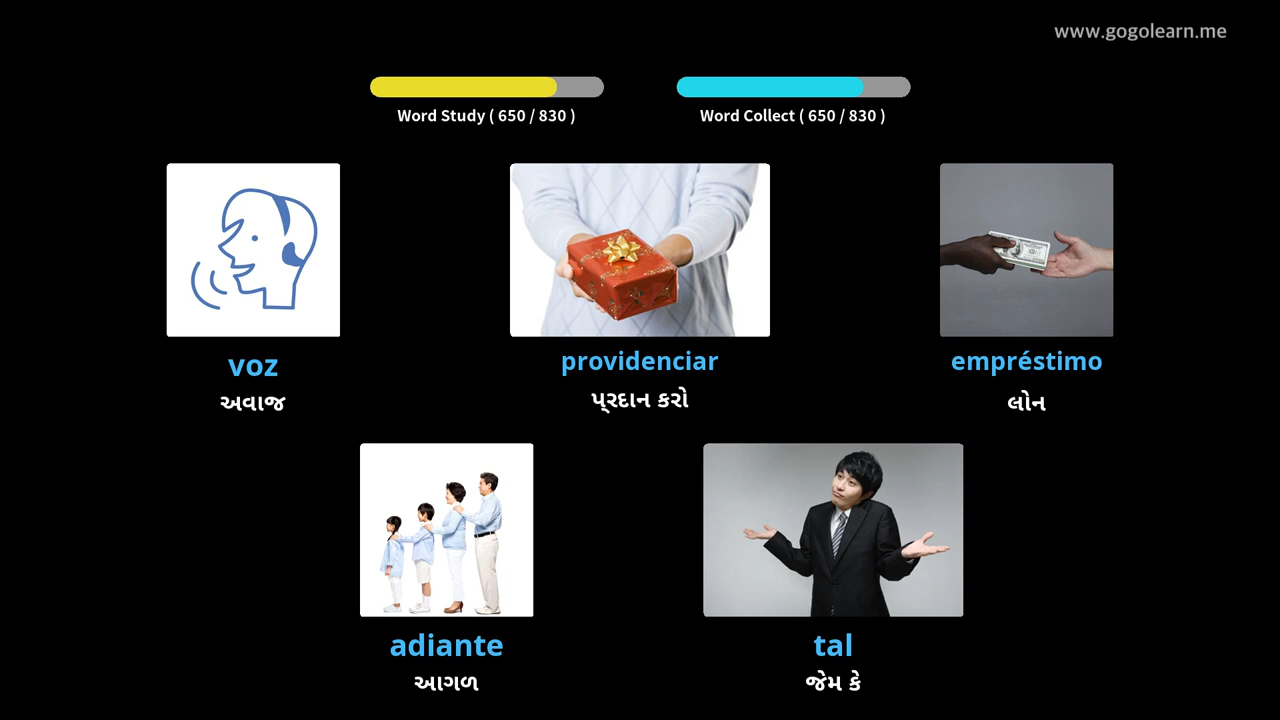 www.gogolearn.me
Word Study ( 650 / 830 )
Word Collect ( 650 / 830 )
voz
providenciar
empréstimo
અવાજ
પ્રદાન કરો
લોન
adiante
tal
આગળ
જેમ કે